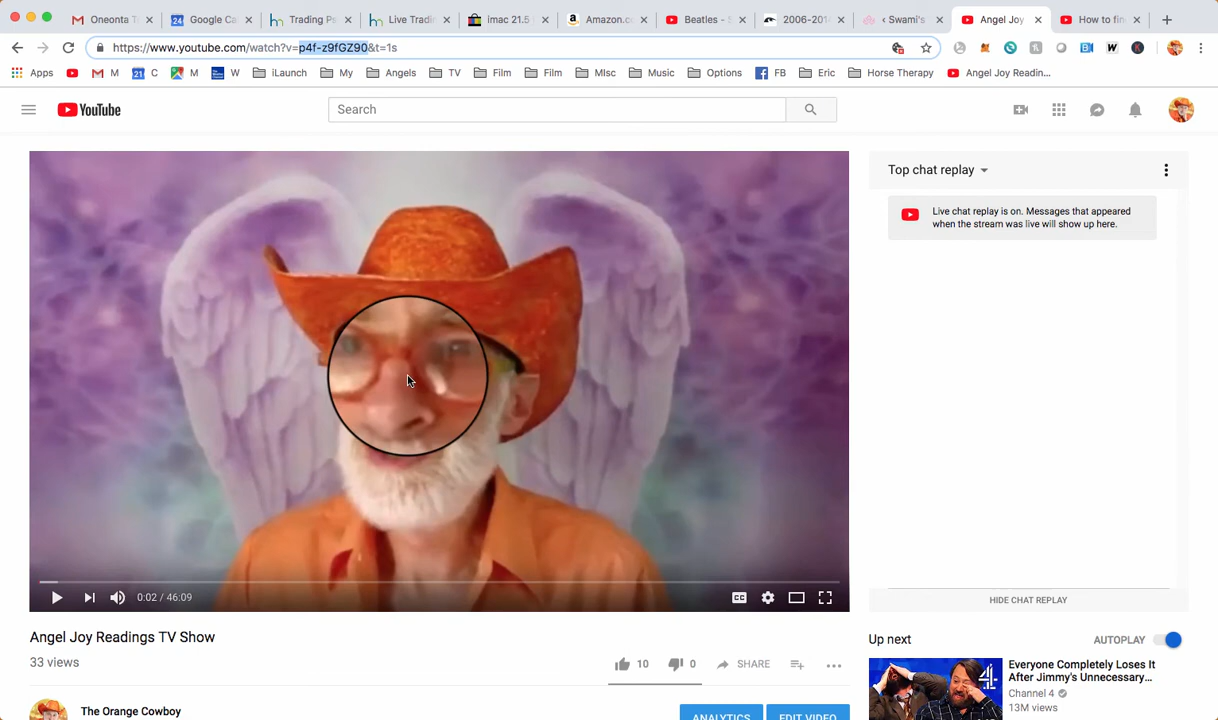 Oneonta T
Google Ca
Trading Ps
Live Tradi
imac 21.5
Amazon.c
Beatles - S
2006-201
‹ Swami's
Angel Joy
How to fin
https://www.youtube.com/watch?v=p4f-z9fGZ90&t=1s
Apps
M
C
M
W
iLaunch
My
Angels
TV
Film
Film
MIsc
Music
Options
FB
Eric
Horse Therapy
Angel Joy Readin...
YouTube
Search
Top chat replay
Live chat replay is on. Messages that appeared
when the stream was live will show up here.
0:02 / 46:09
CC
HIDE CHAT REPLAY
Angel Joy Readings TV Show
33 views
10
0
SHARE
Up next
AUTOPLAY
Everyone Completely Loses It
After Jimmy's Unnecessary...
Channel 4
13M views
4
The Orange Cowboy
ANALYTICS
EDIT VIDEO